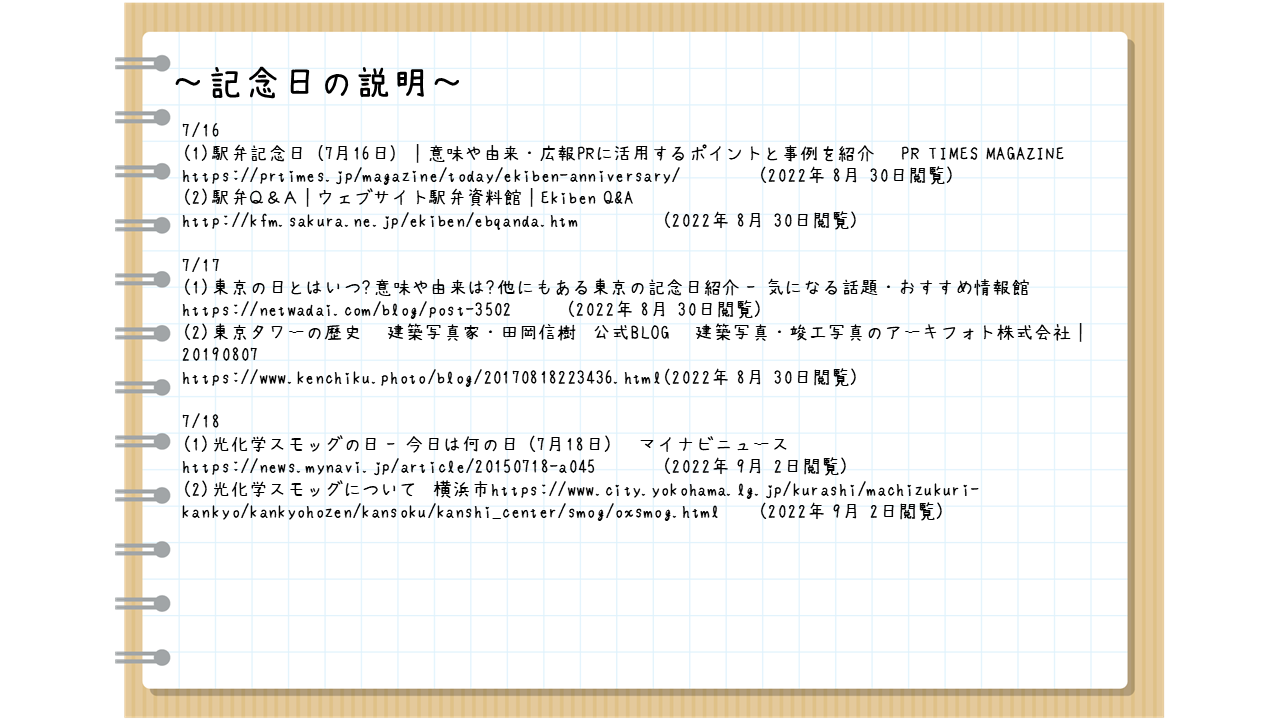 ～記念日の説明～
7/16
(1)駅弁記念日（7月16日）｜意味や由来・広報PRに活用するポイントと事例を紹介　PR TIMES MAGAZINE
https://prtimes.jp/magazine/today/ekiben-anniversary/　　　　(2022年 8月 30日閲覧)
(2)駅弁Ｑ＆Ａ｜ウェブサイト駅弁資料館｜Ekiben Q&A
http://kfm.sakura.ne.jp/ekiben/ebqanda.htm　　　　(2022年 8月 30日閲覧)
7/17
(1)東京の日とはいつ?意味や由来は?他にもある東京の記念日紹介 – 気になる話題・おすすめ情報館
https://netwadai.com/blog/post-3502　　　(2022年 8月 30日閲覧)
(2)東京タワーの歴史　建築写真家・田岡信樹　公式BLOG　建築写真・竣工写真のアーキフォト株式会社｜
20190807
https://www.kenchiku.photo/blog/20170818223436.html(2022年 8月 30日閲覧)
7/18
(1)光化学スモッグの日 – 今日は何の日（7月18日）　マイナビニュース
https://news.mynavi.jp/article/20150718-a045　　　(2022年 9月 2日閲覧)
(2)光化学スモッグについて　横浜市https://www.city.yokohama.lg.jp/kurashi/machizukuri-
kankyo/kankyohozen/kansoku/kanshi_center/smog/oxsmog.html　　(2022年 9月 2日閲覧)